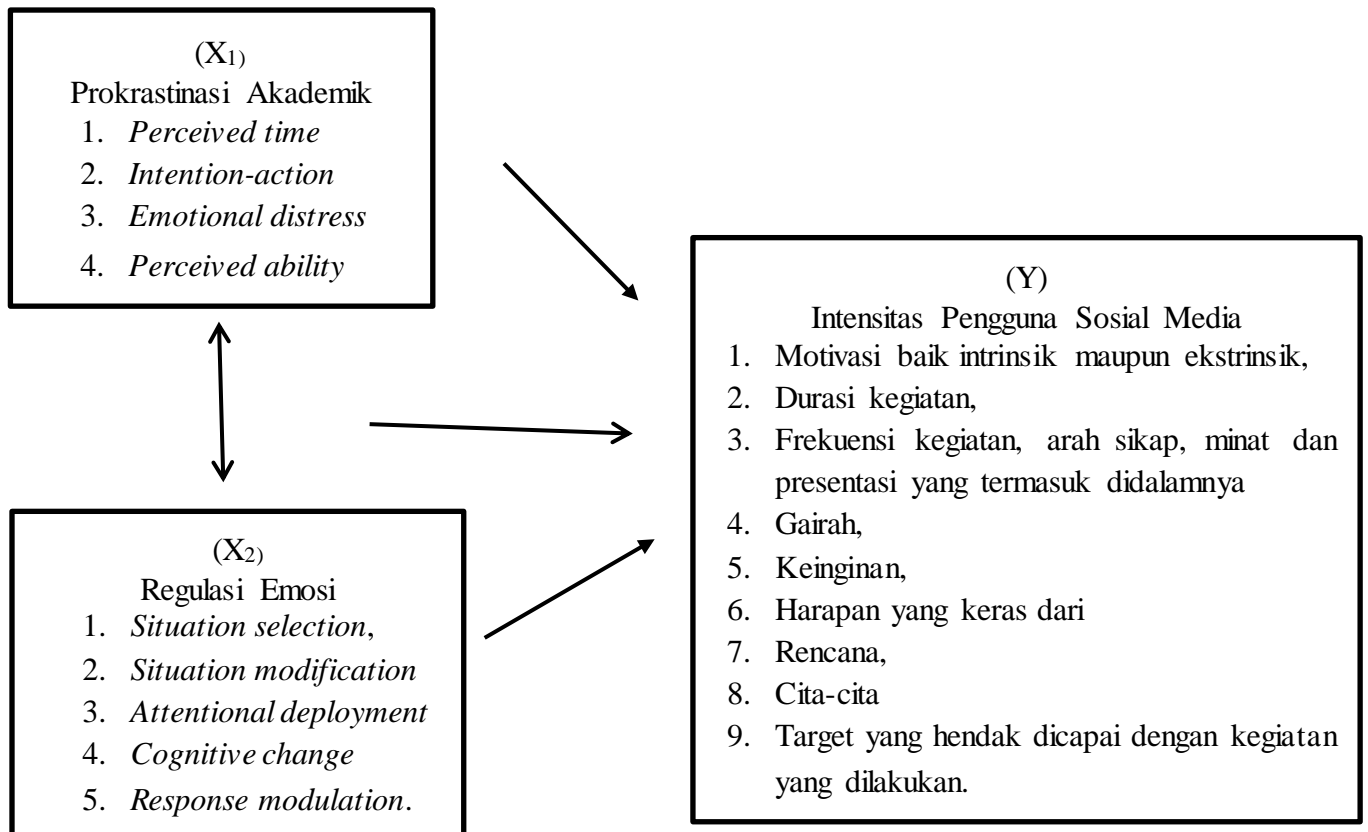 (X1)
Prokrastinasi Akademik
1. Perceived time
2. Intention-action
3. Emotional distress
4. Perceived ability
(X2)
Regulasi Emosi
1. Situation selection,
2. Situation modification
3. Attentional deployment
4. Cognitive change
5. Response modulation.
(Y)
Intensitas Pengguna Sosial Media
1. Motivasi baik intrinsik maupun ekstrinsik,
2. Durasi kegiatan,
3. Frekuensi kegiatan, arah sikap, minat dan
presentasi yang termasuk didalamnya
4. Gairah,
5. Keinginan,
6. Harapan yang keras dari
7. Rencana,
8. Cita-cita
9. Target yang hendak dicapai dengan kegiatan
yang dilakukan.